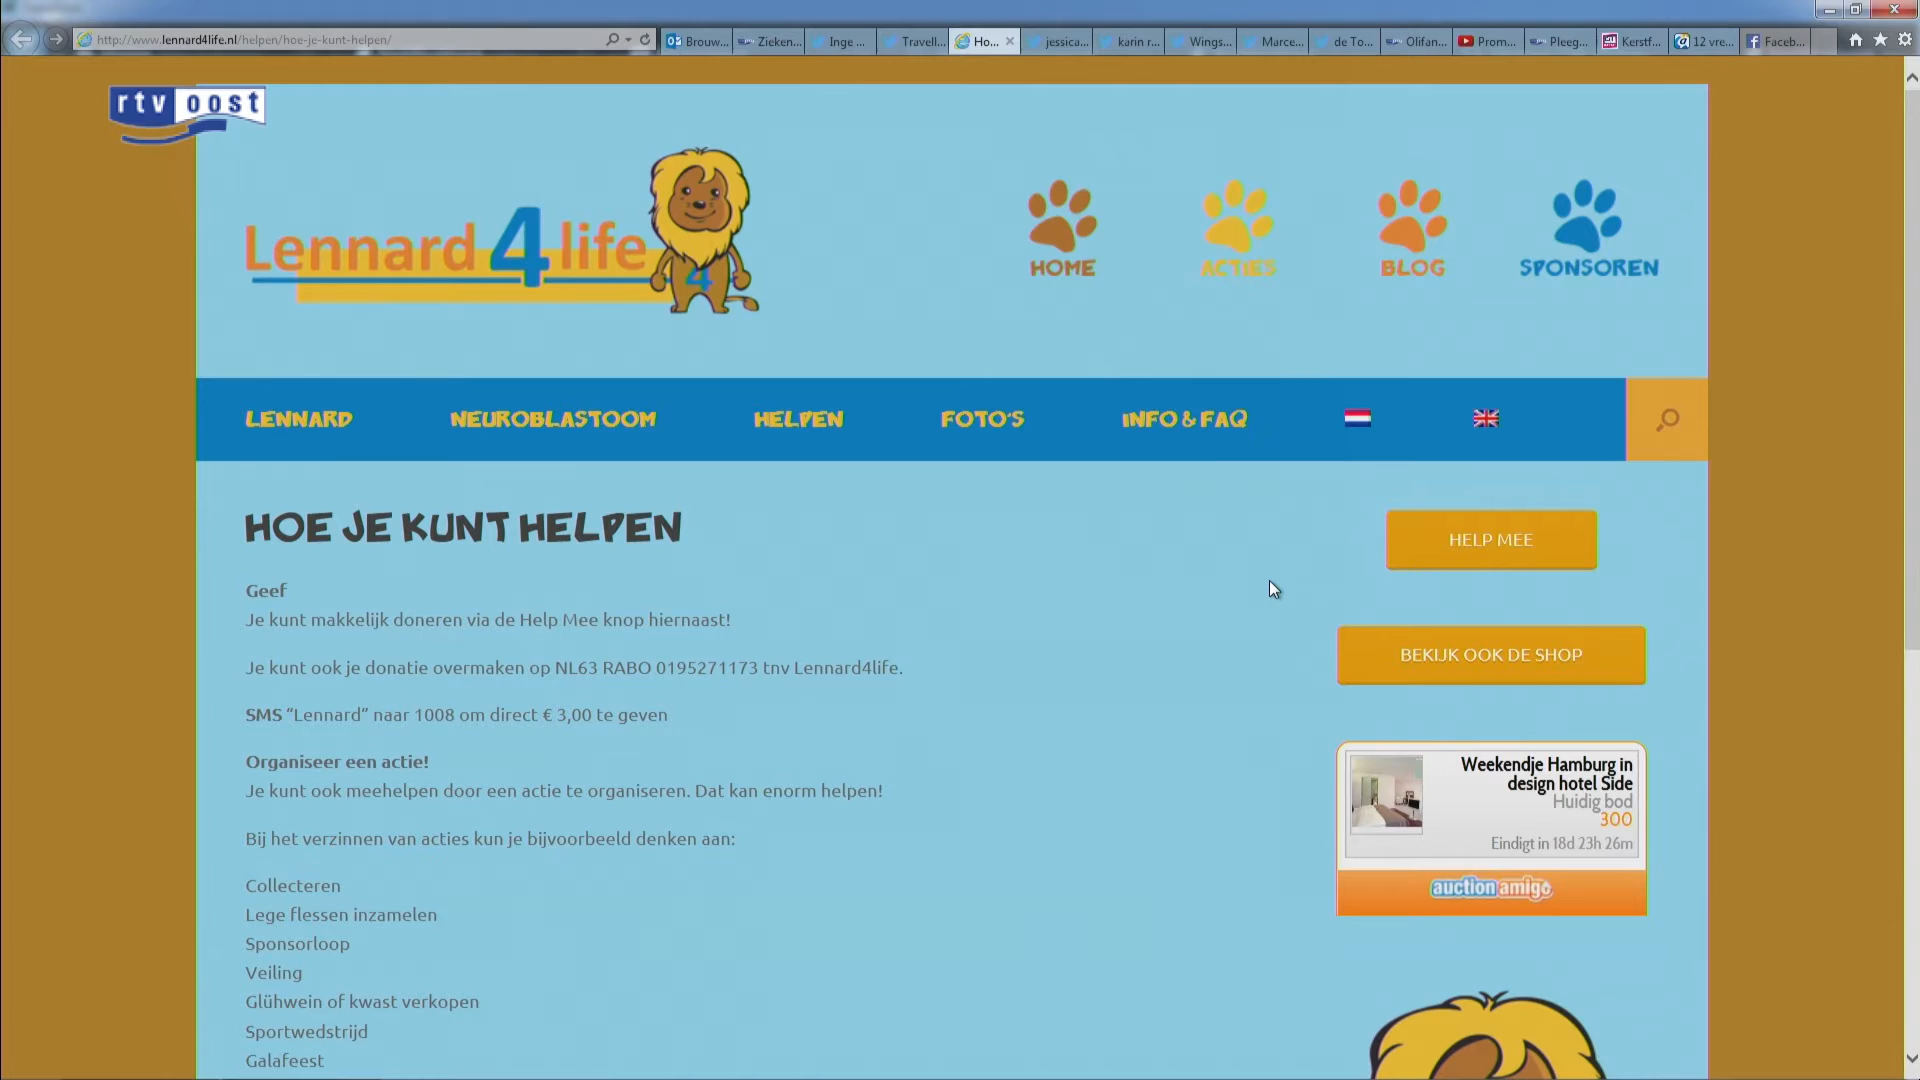 http://www.lennard4life.nl/helpen/hoe-je-kunt-helpen/
Brouw...
Zieken...
Inge ...
Travell...
Ho...
jessica...
karin r...
Wings...
Marce...
de To...
Olifan...
Prom...
Pleeg...
Kerstf...
12 vre...
Faceb...
rtv oost
Lennard 4 life
4
HOME
ACTIES
BLOG
SPONSOREN
LENNARD
NEUROBLASTOOM
HELPEN
FOTO'S
INFO & FAQ
HOE JE KUNT HELPEN
Geef
Je kunt makkelijk doneren via de Help Mee knop hiernaast!
Je kunt ook je donatie overmaken op NL63 RABO 0195271173 tnv Lennard4life.
SMS “Lennard” naar 1008 om direct € 3,00 te geven
Organiseer een actie!
Je kunt ook meehelpen door een actie te organiseren. Dat kan enorm helpen!
Bij het verzinnen van acties kun je bijvoorbeeld denken aan:
Collecteren
Lege flessen inzamelen
Sponsorloop
Veiling
Glühwein of kwast verkopen
Sportwedstrijd
Galafeest
HELP MEE
BEKIJK OOK DE SHOP
Weekendje Hamburg in
design hotel Side
Huidig bod
300
Eindigt in 18d 23h 26m
auction amigo